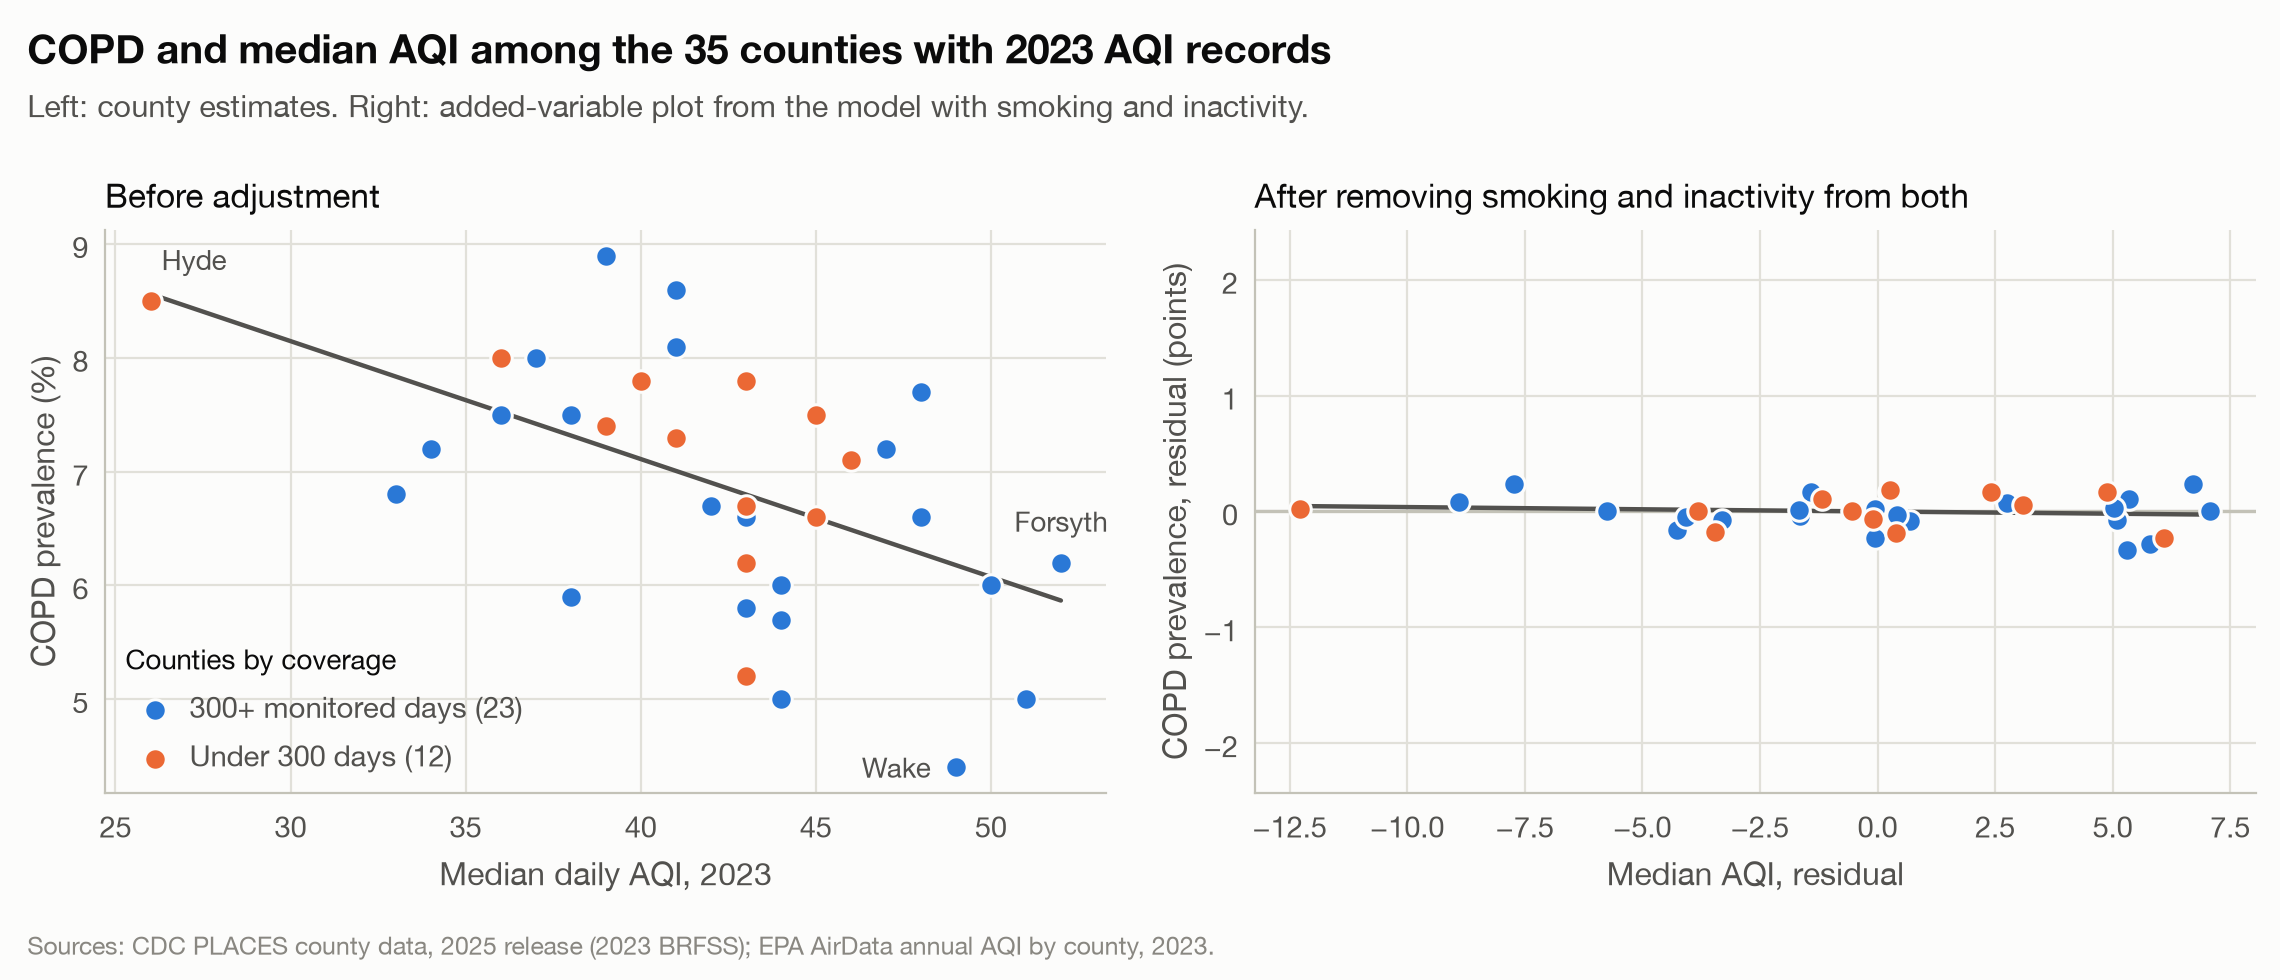 COPD and median AQI among the 35 counties with 2023 AQI records
Left: county estimates. Right: added-variable plot from the model with smoking and inactivity.
Before adjustment
COPD prevalence (%)
9
8
7
6
5
Hyde
Forsyth
Wake
Counties by coverage
300+ monitored days (23)
Under 300 days (12)
25
30
35
40
45
50
Median daily AQI, 2023
After removing smoking and inactivity from both
COPD prevalence, residual (points)
2
1
0
−1
−2
−12.5
−10.0
−7.5
−5.0
−2.5
0.0
2.5
5.0
7.5
Median AQI, residual
Sources: CDC PLACES county data, 2025 release (2023 BRFSS); EPA AirData annual AQI by county, 2023.